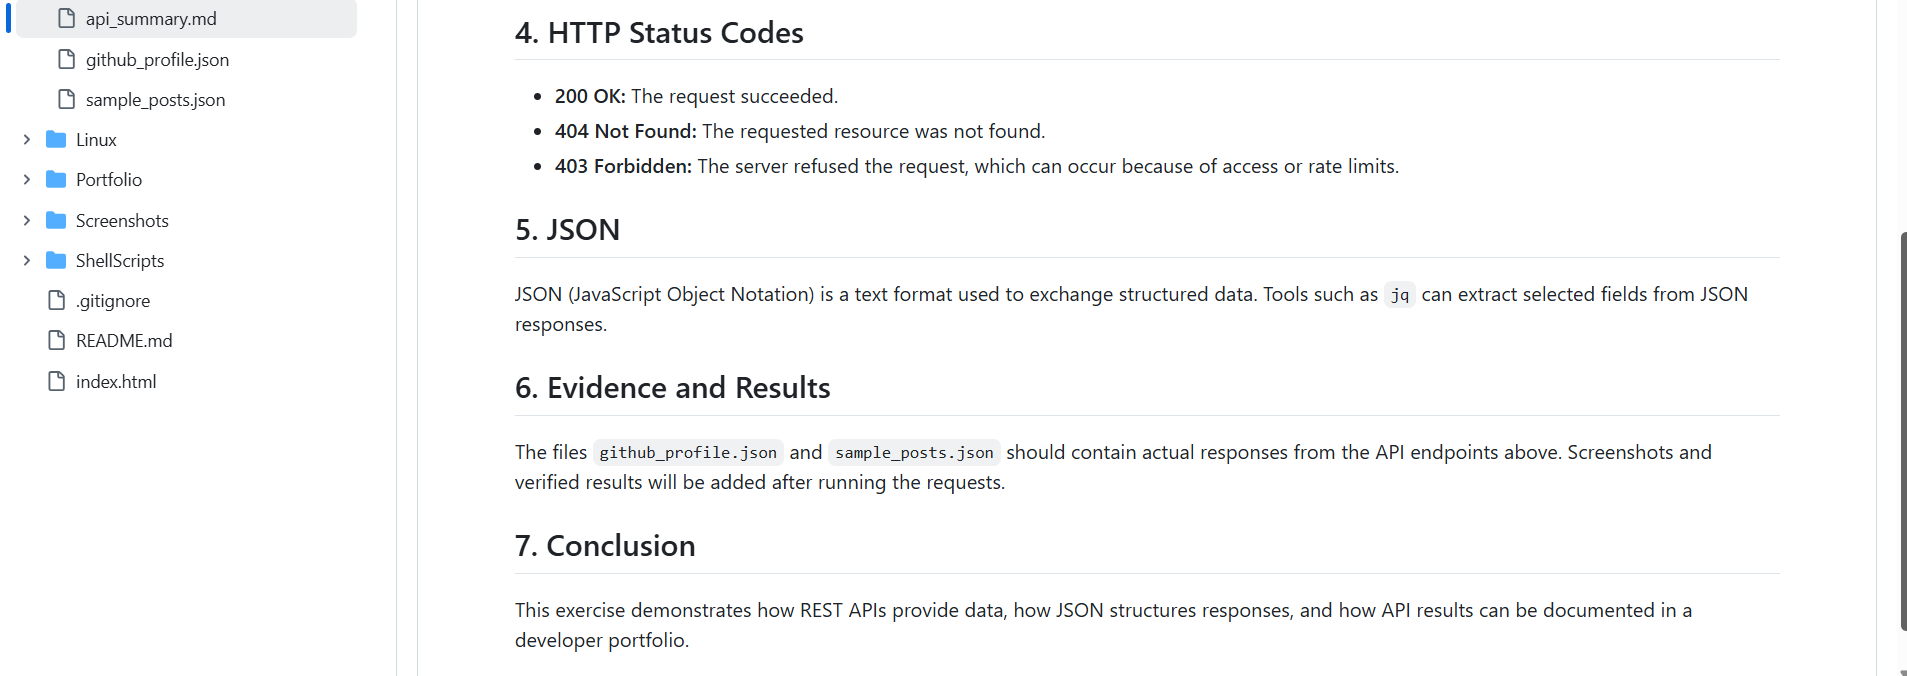 api_summary.md
github_profile.json
sample_posts.json
Linux
Portfolio
Screenshots
ShellScripts
.gitignore
README.md
index.html
4. HTTP Status Codes
200 OK: The request succeeded.
404 Not Found: The requested resource was not found.
403 Forbidden: The server refused the request, which can occur because of access or rate limits.
5. JSON
JSON (JavaScript Object Notation) is a text format used to exchange structured data. Tools such as jq can extract selected fields from JSON
responses.
6. Evidence and Results
The files github_profile.json and sample_posts.json should contain actual responses from the API endpoints above. Screenshots and
verified results will be added after running the requests.
7. Conclusion
This exercise demonstrates how REST APIs provide data, how JSON structures responses, and how API results can be documented in a
developer portfolio.